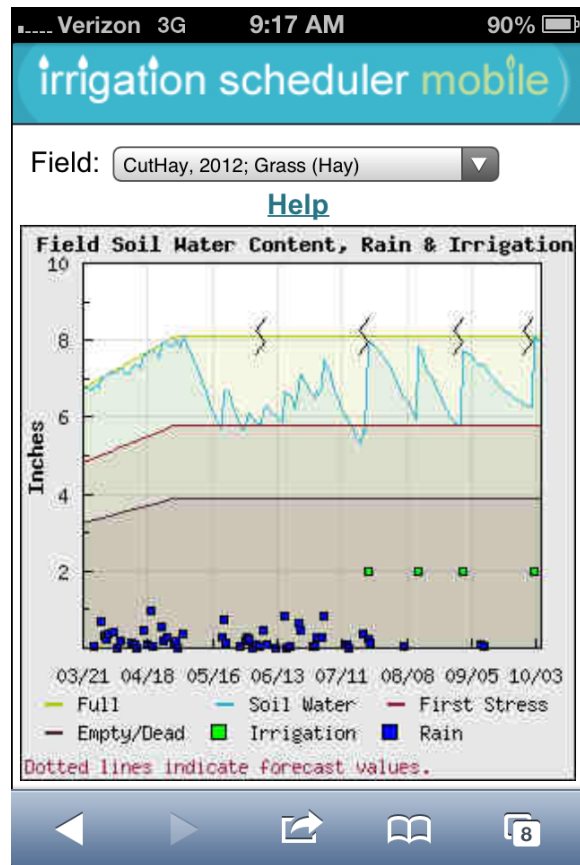 Verizon 3G 9:17 AM 90%
irrigation scheduler mobile
Field: CutHay, 2012; Grass (Hay)
Help
Field Soil Water Content, Rain & Irrigation
10
8
6
4
2
Inches
03/21 04/18 05/16 06/13 07/11 08/08 09/05 10/03
Full Soil Water First Stress
Empty/Dead Irrigation Rain
Dotted lines indicate forecast values.
8